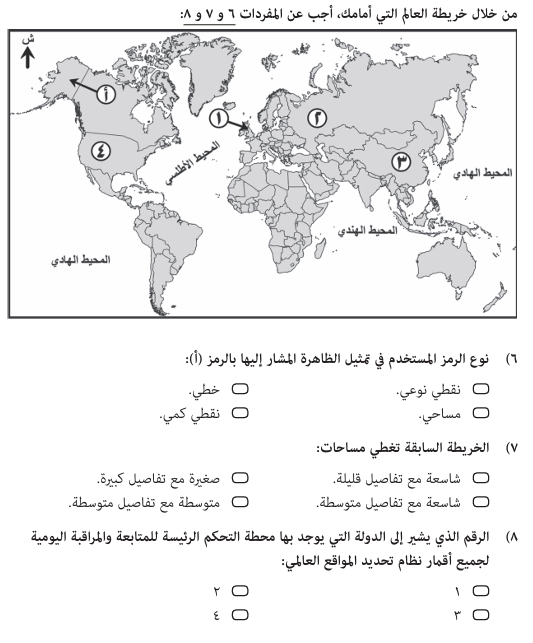 من خلال خريطة العالم التي أمامك، أجب عن المفردات ٦ و ٧ و ٨:
ش
أ
١
٢
٤
٣
المحيط الأطلسي
المحيط الهادي
المحيط الهندي
المحيط الهادي
٦) نوع الرمز المستخدم في تمثيل الظاهرة المشار إليها بالرمز (أ):
نقطي نوعي. خطي.
مساحي. نقطي كمي.
٧) الخريطة السابقة تغطي مساحات:
شاسعة مع تفاصيل قليلة. صغيرة مع تفاصيل كبيرة.
شاسعة مع تفاصيل متوسطة. متوسطة مع تفاصيل متوسطة.
٨) الرقم الذي يشير إلى الدولة التي يوجد بها محطة التحكم الرئيسة للمتابعة والمراقبة اليومية
لجميع أقمار نظام تحديد المواقع العالمي:
١ ٢
٣ ٤